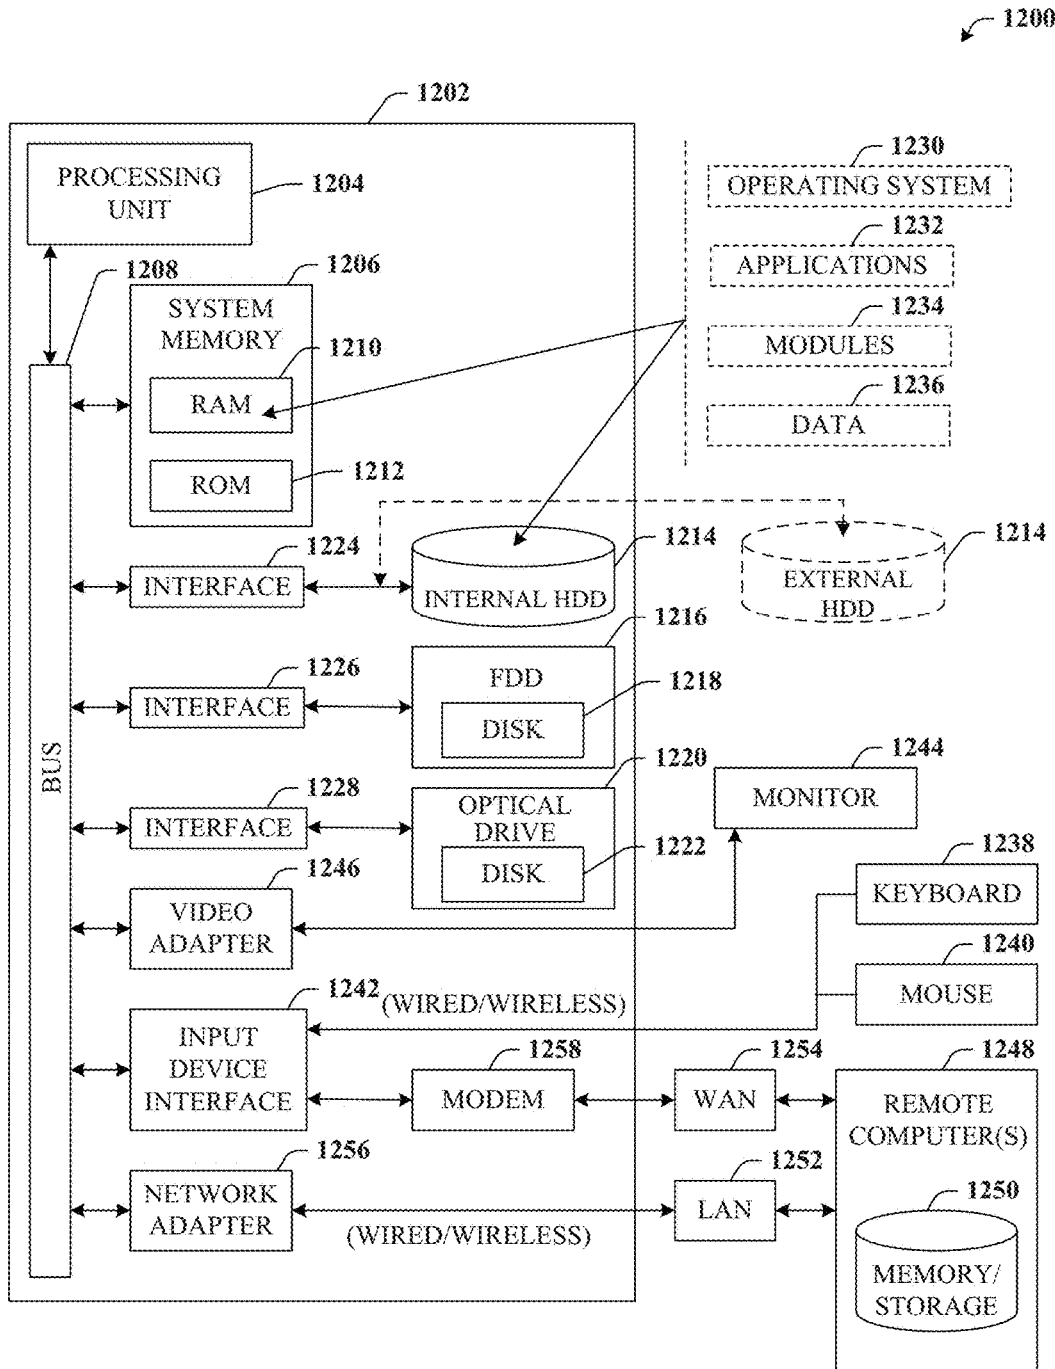 1200
1202
PROCESSING
UNIT
1204
1230
OPERATING SYSTEM
1208
1206
SYSTEM
MEMORY
1232
APPLICATIONS
1210
RAM
1234
MODULES
1236
DATA
1212
ROM
1224
INTERFACE
1214
INTERNAL HDD
1214
EXTERNAL
HDD
1216
FDD
1226
INTERFACE
1218
DISK
BUS
1220
OPTICAL
DRIVE
1244
MONITOR
1228
INTERFACE
1222
DISK
1238
KEYBOARD
1246
VIDEO
ADAPTER
1240
MOUSE
1242
(WIRED/WIRELESS)
INPUT
DEVICE
INTERFACE
1258
MODEM
1254
WAN
1248
REMOTE
COMPUTER(S)
1256
NETWORK
ADAPTER
(WIRED/WIRELESS)
1252
LAN
1250
MEMORY/
STORAGE